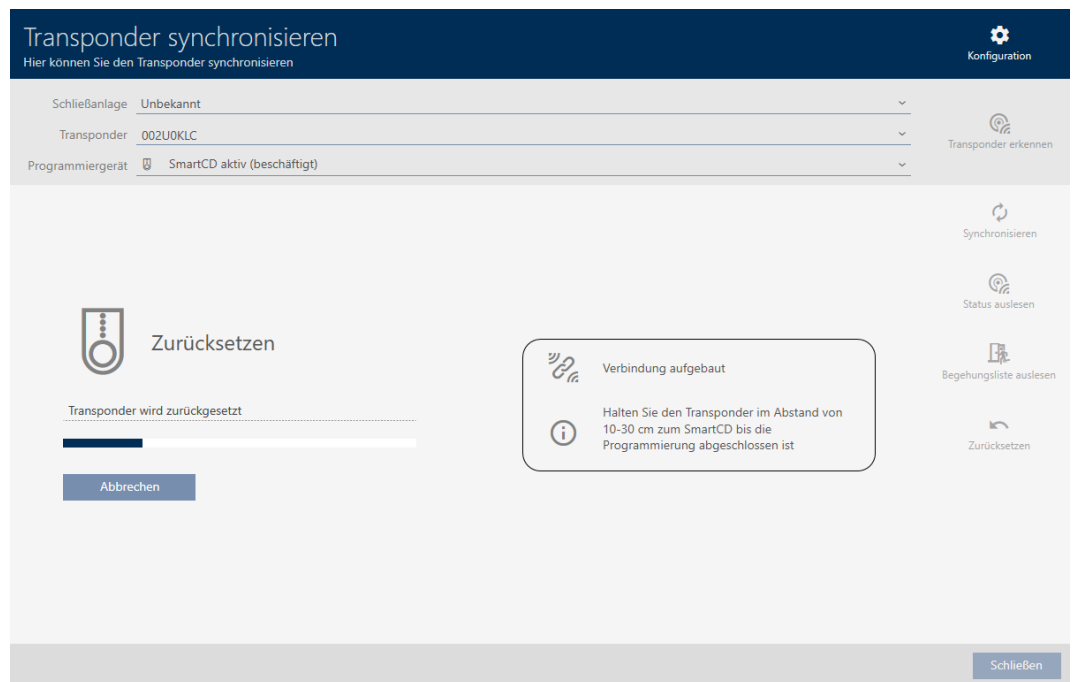 Transponder synchronisieren
Hier können Sie den Transponder synchronisieren
Konfiguration
Schließanlage Unbekannt
Transponder 002U0KLC
Programmiergerät SmartCD aktiv (beschäftigt)
Transponder erkennen
Synchronisieren
Status auslesen
Begehungsliste auslesen
Zurücksetzen
Zurücksetzen
Transponder wird zurückgesetzt
Abbrechen
Verbindung aufgebaut
Halten Sie den Transponder im Abstand von
10-30 cm zum SmartCD bis die
Programmierung abgeschlossen ist
Schließen